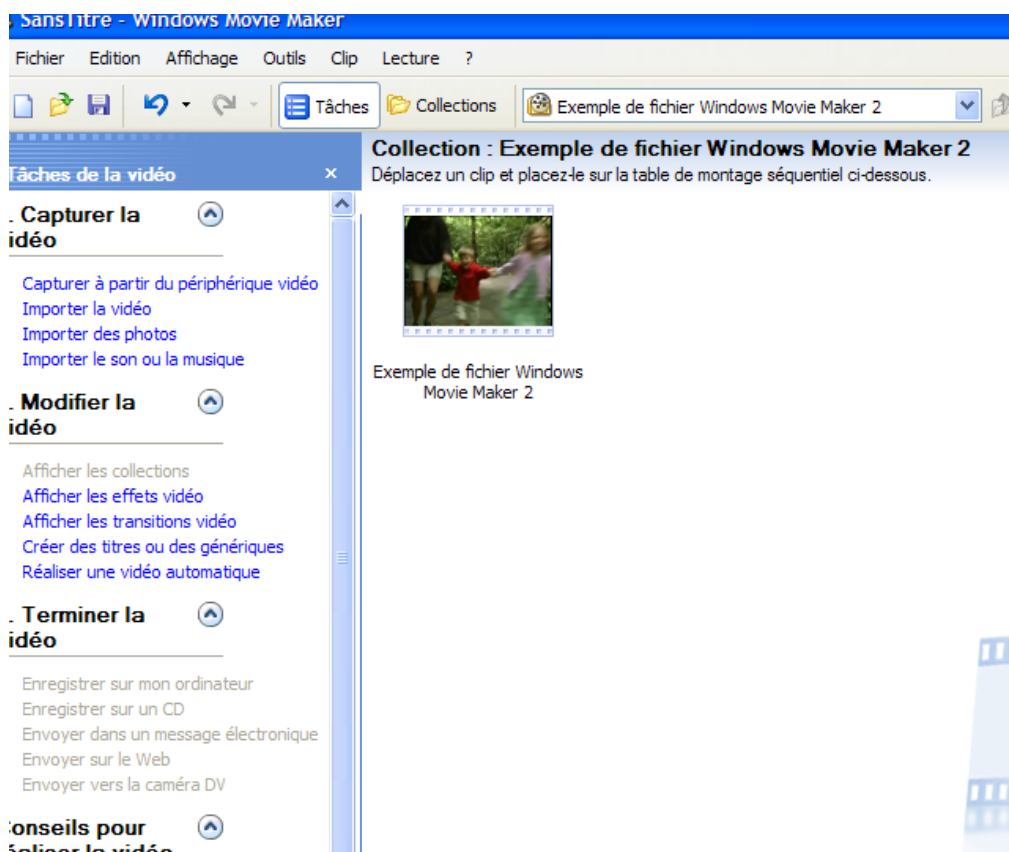 SansTitre - Windows Movie Maker
Fichier Edition Affichage Outils Clip Lecture ?
Tâches Collections Exemple de fichier Windows Movie Maker 2
Tâches de la vidéo
Collection : Exemple de fichier Windows Movie Maker 2
Déplacez un clip et placez-le sur la table de montage séquentiel ci-dessous.
. Capturer la
idéo
Capturer à partir du périphérique vidéo
Importer la vidéo
Importer des photos
Importer le son ou la musique
. Modifier la
idéo
Afficher les collections
Afficher les effets vidéo
Afficher les transitions vidéo
Créer des titres ou des génériques
Réaliser une vidéo automatique
. Terminer la
idéo
Enregistrer sur mon ordinateur
Enregistrer sur un CD
Envoyer dans un message électronique
Envoyer sur le Web
Envoyer vers la caméra DV
onseils pour
éaliser la vidéo
Exemple de fichier Windows
Movie Maker 2